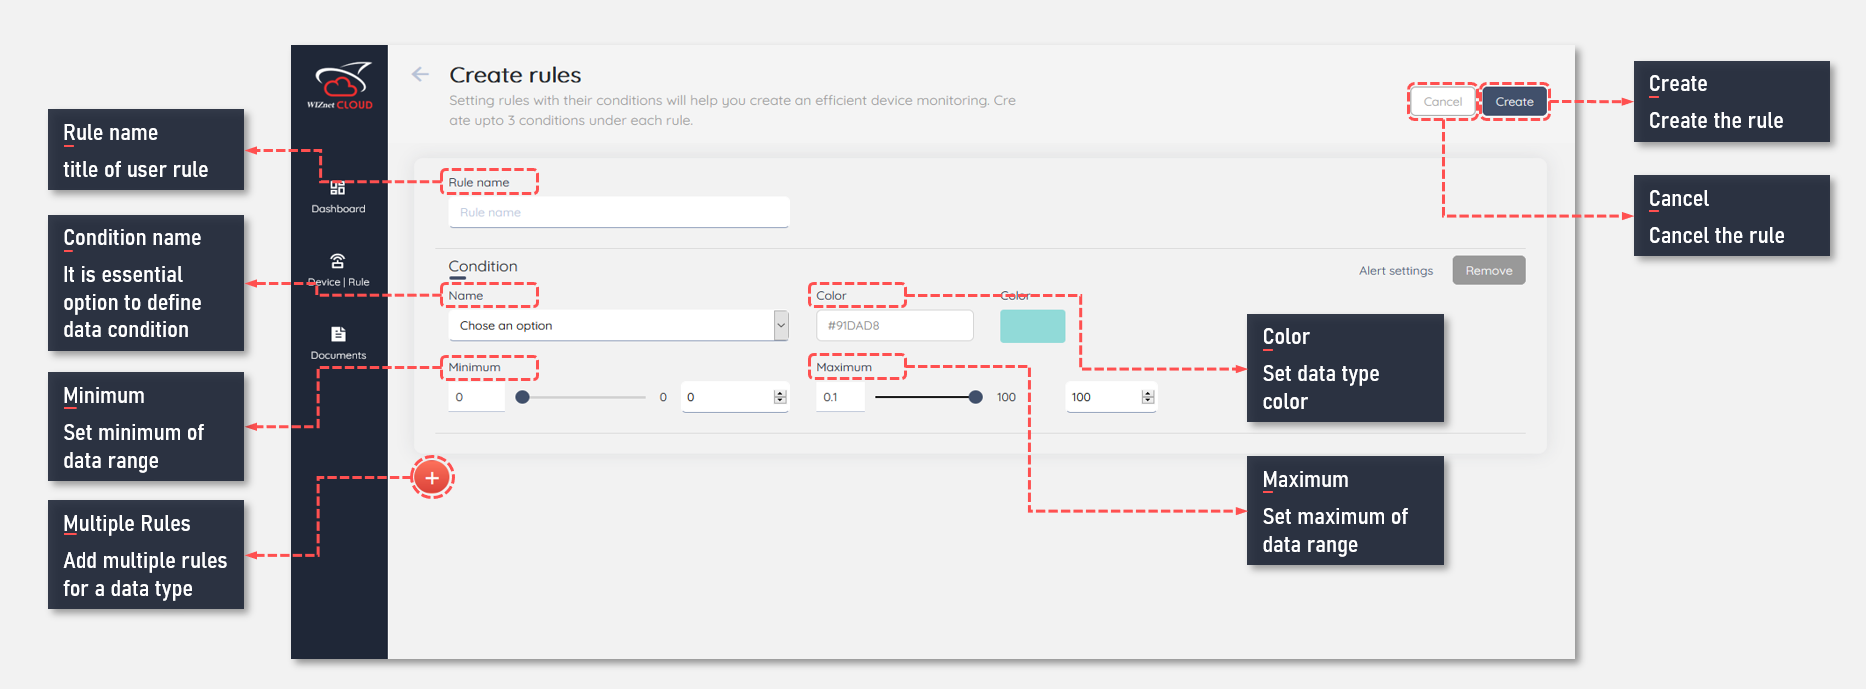 Rule name
title of user rule
Condition name
It is essential
option to define
data condition
Minimum
Set minimum of
data range
Multiple Rules
Add multiple rules
for a data type
WIZnet CLOUD
Dashboard
Device | Rule
Documents
Create rules
Setting rules with their conditions will help you create an efficient device monitoring. Cre
ate upto 3 conditions under each rule.
Cancel
Create
Rule name
Rule name
Condition
Alert settings
Remove
Name
Color
Color
Chose an option
#91DAD8
Minimum
Maximum
0
0
0
0.1
100
100
Create
Create the rule
Cancel
Cancel the rule
Color
Set data type
color
Maximum
Set maximum of
data range